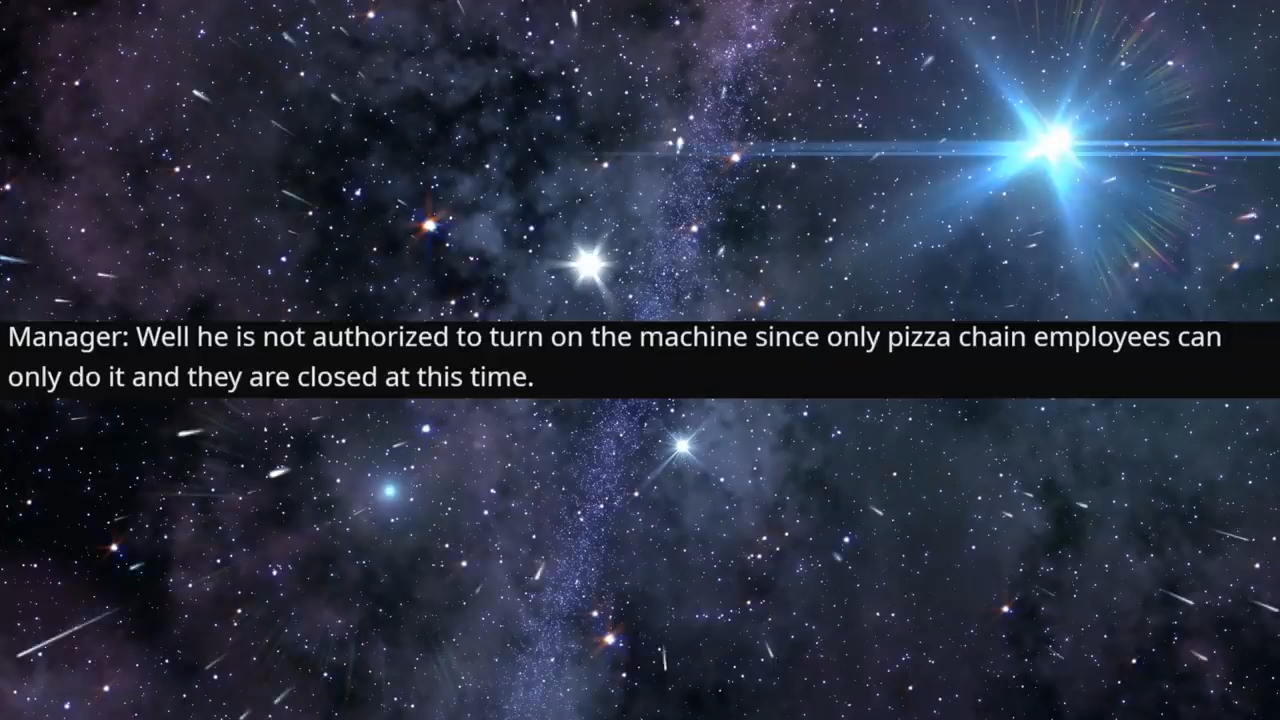 Manager: Well he is not authorized to turn on the machine since only pizza chain employees can
only do it and they are closed at this time.